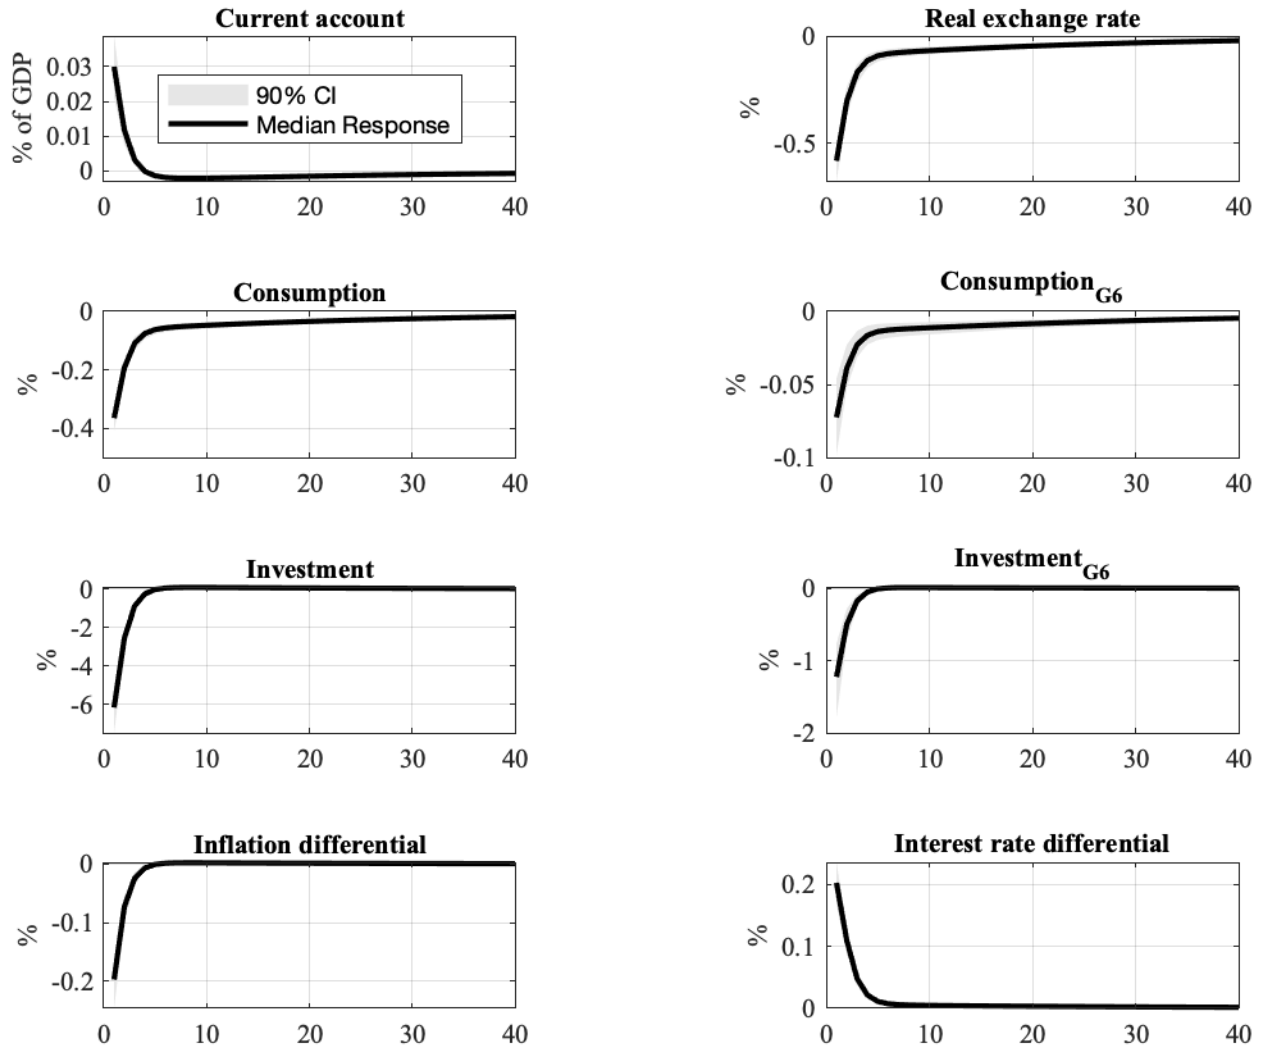 Current account
% of GDP
0.03
0.02
0.01
0
90% CI
Median Response
0 10 20 30 40
Real exchange rate
%
0
-0.5
0 10 20 30 40
Consumption
%
0
-0.2
-0.4
0 10 20 30 40
Consumption_G6
%
0
-0.05
-0.1
0 10 20 30 40
Investment
%
0
-2
-4
-6
0 10 20 30 40
Investment_G6
%
0
-1
-2
0 10 20 30 40
Inflation differential
%
0
-0.1
-0.2
0 10 20 30 40
Interest rate differential
%
0.2
0.1
0
0 10 20 30 40